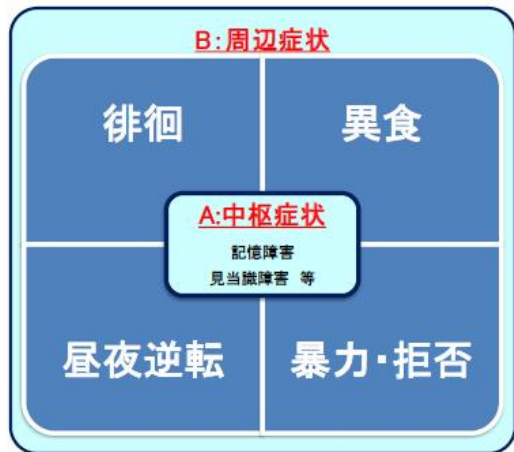 B:周辺症状
徘徊
異食
A:中枢症状
記憶障害
見当識障害 等
昼夜逆転
暴力・拒否